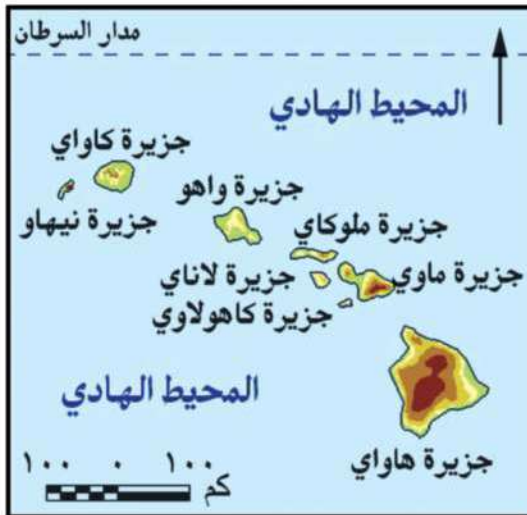 مدار السرطان
المحيط الهادي
جزيرة كاواي
جزيرة واهو
جزيرة نيهاو
جزيرة ملوكاي
جزيرة لاناي
جزيرة ماوي
جزيرة كاهولاوي
المحيط الهادي
جزيرة هاواي
١٠٠ ٠ ١٠٠
كم